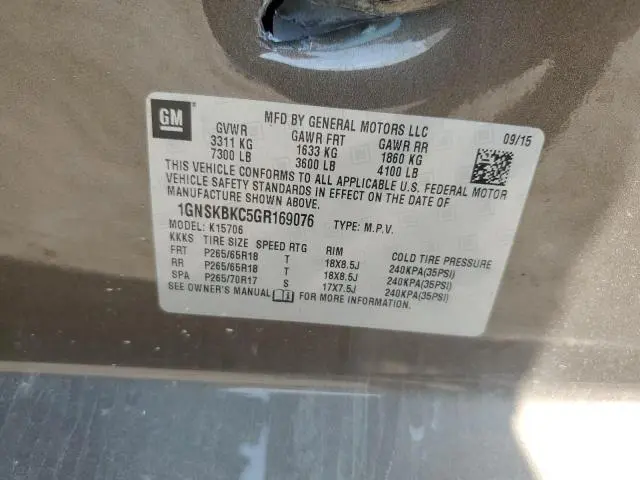 GM
MFD BY GENERAL MOTORS LLC
09/15
GVWR GAWR FRT GAWR RR
3311 KG 1633 KG 1860 KG
7300 LB 3600 LB 4100 LB
THIS VEHICLE CONFORMS TO ALL APPLICABLE U.S. FEDERAL MOTOR
VEHICLE SAFETY STANDARDS IN EFFECT ON THE DATE OF
MANUFACTURE SHOWN ABOVE.
1GNSKBKC5GR169076 TYPE: M.P.V.
MODEL: K15706
KKKS TIRE SIZE SPEED RTG RIM COLD TIRE PRESSURE
FRT P265/65R18 T 18X8.5J 240KPA(35PSI)
RR P265/65R18 T 18X8.5J 240KPA(35PSI)
SPA P265/70R17 S 17X7.5J 240KPA(35PSI)
SEE OWNER'S MANUAL FOR MORE INFORMATION.